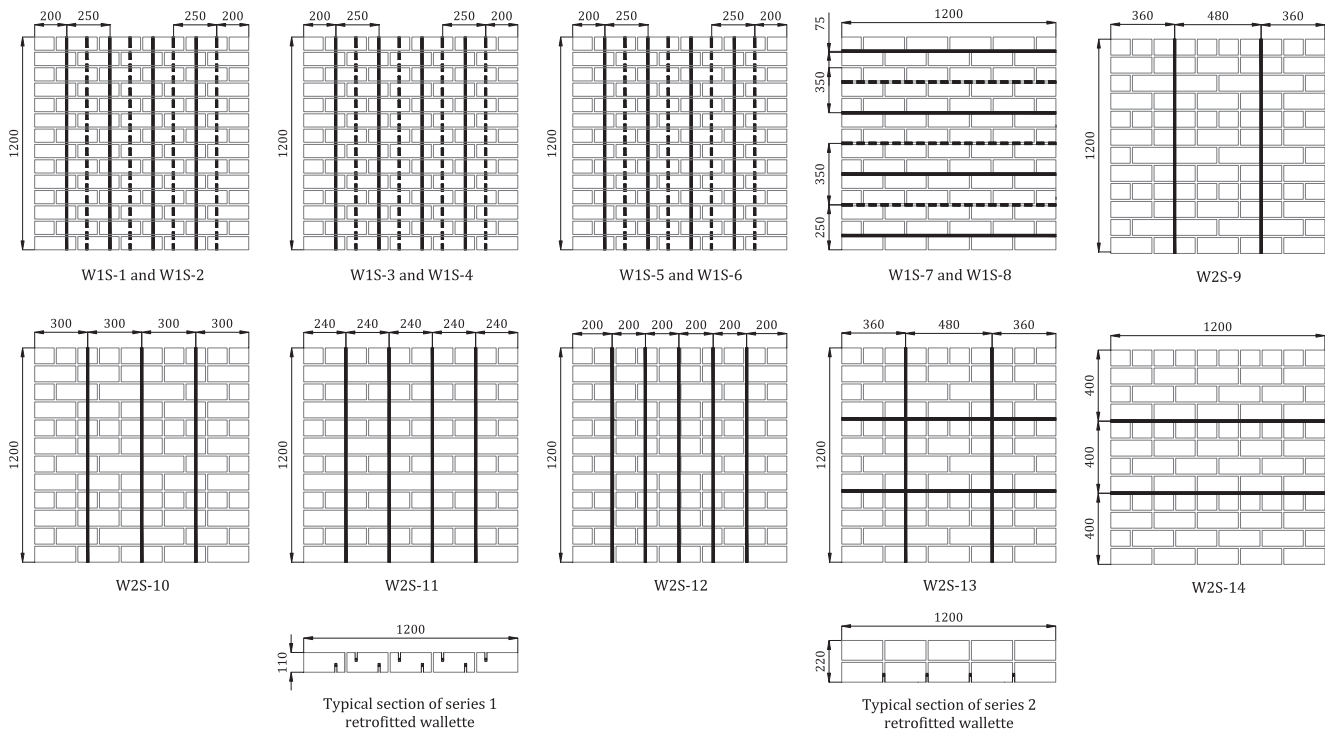 200 250 250 200
1200
W1S-1 and W1S-2
200 250 250 200
1200
W1S-3 and W1S-4
200 250 250 200
1200
W1S-5 and W1S-6
1200
75
350
350
250
W1S-7 and W1S-8
360 480 360
1200
W2S-9
300 300 300 300
1200
W2S-10
240 240 240 240 240
1200
W2S-11
200 200 200 200 200 200
1200
W2S-12
360 480 360
1200
W2S-13
1200
400
400
400
W2S-14
1200
110
Typical section of series 1
retrofitted wallette
1200
220
Typical section of series 2
retrofitted wallette